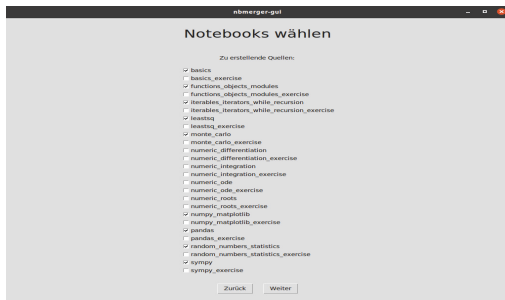 nbmerger-gui
Notebooks wählen
Zu erstellende Quellen:
basics
basics_exercise
functions_objects_modules
functions_objects_modules_exercise
iterables_iterators_while_recursion
iterables_iterators_while_recursion_exercise
leastsq
leastsq_exercise
monte_carlo
monte_carlo_exercise
numeric_differentiation
numeric_differentiation_exercise
numeric_integration
numeric_integration_exercise
numeric_ode
numeric_ode_exercise
numeric_roots
numeric_roots_exercise
numpy_matplotlib
numpy_matplotlib_exercise
pandas
pandas_exercise
random_numbers_statistics
random_numbers_statistics_exercise
sympy
sympy_exercise
Zurück Weiter